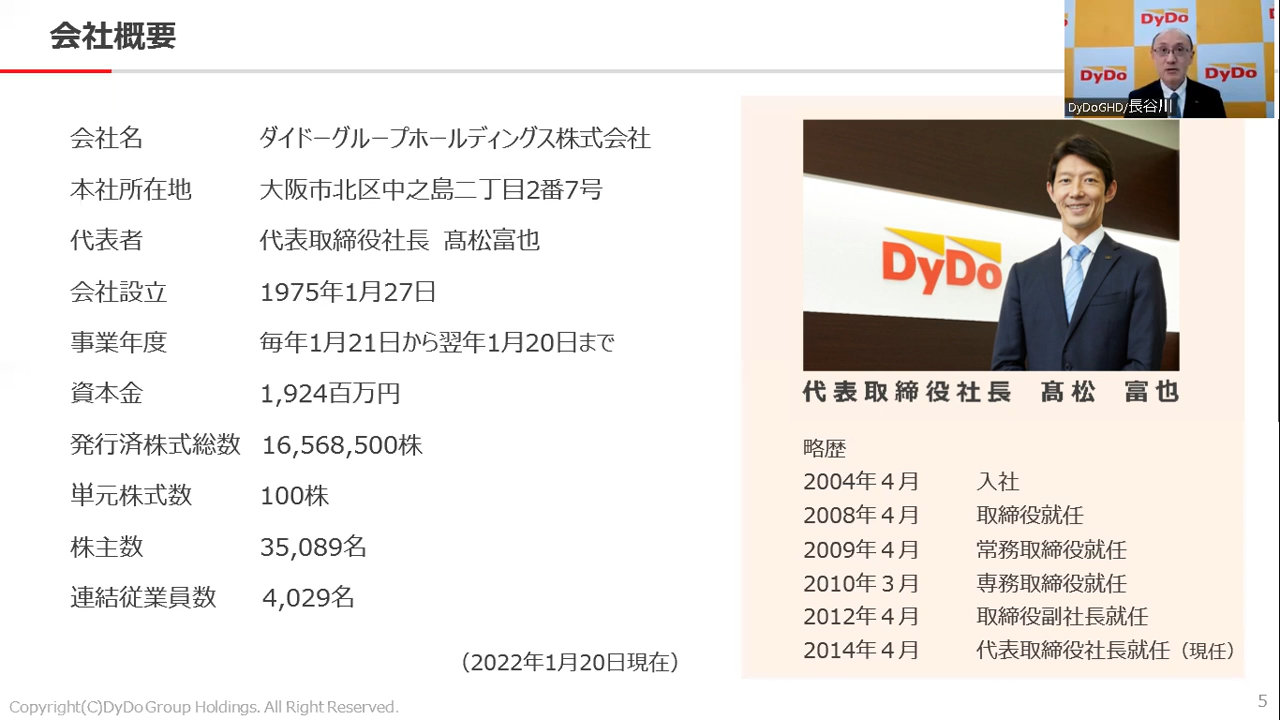 会社概要
DyDo
DyDo
DyDo
DyDoGHD/長谷川
会社名 ダイドーグループホールディングス株式会社
本社所在地 大阪市北区中之島二丁目2番7号
代表者 代表取締役社長 髙松富也
会社設立 1975年1月27日
事業年度 毎年1月21日から翌年1月20日まで
資本金 1,924百万円
発行済株式総数 16,568,500株
単元株式数 100株
株主数 35,089名
連結従業員数 4,029名
（2022年1月20日現在）
DyDo
代表取締役社長 髙松 富也
略歴
2004年４月 入社
2008年４月 取締役就任
2009年４月 常務取締役就任
2010年３月 専務取締役就任
2012年４月 取締役副社長就任
2014年４月 代表取締役社長就任（現任）
Copyright(C)DyDo Group Holdings. All Right Reserved.
5